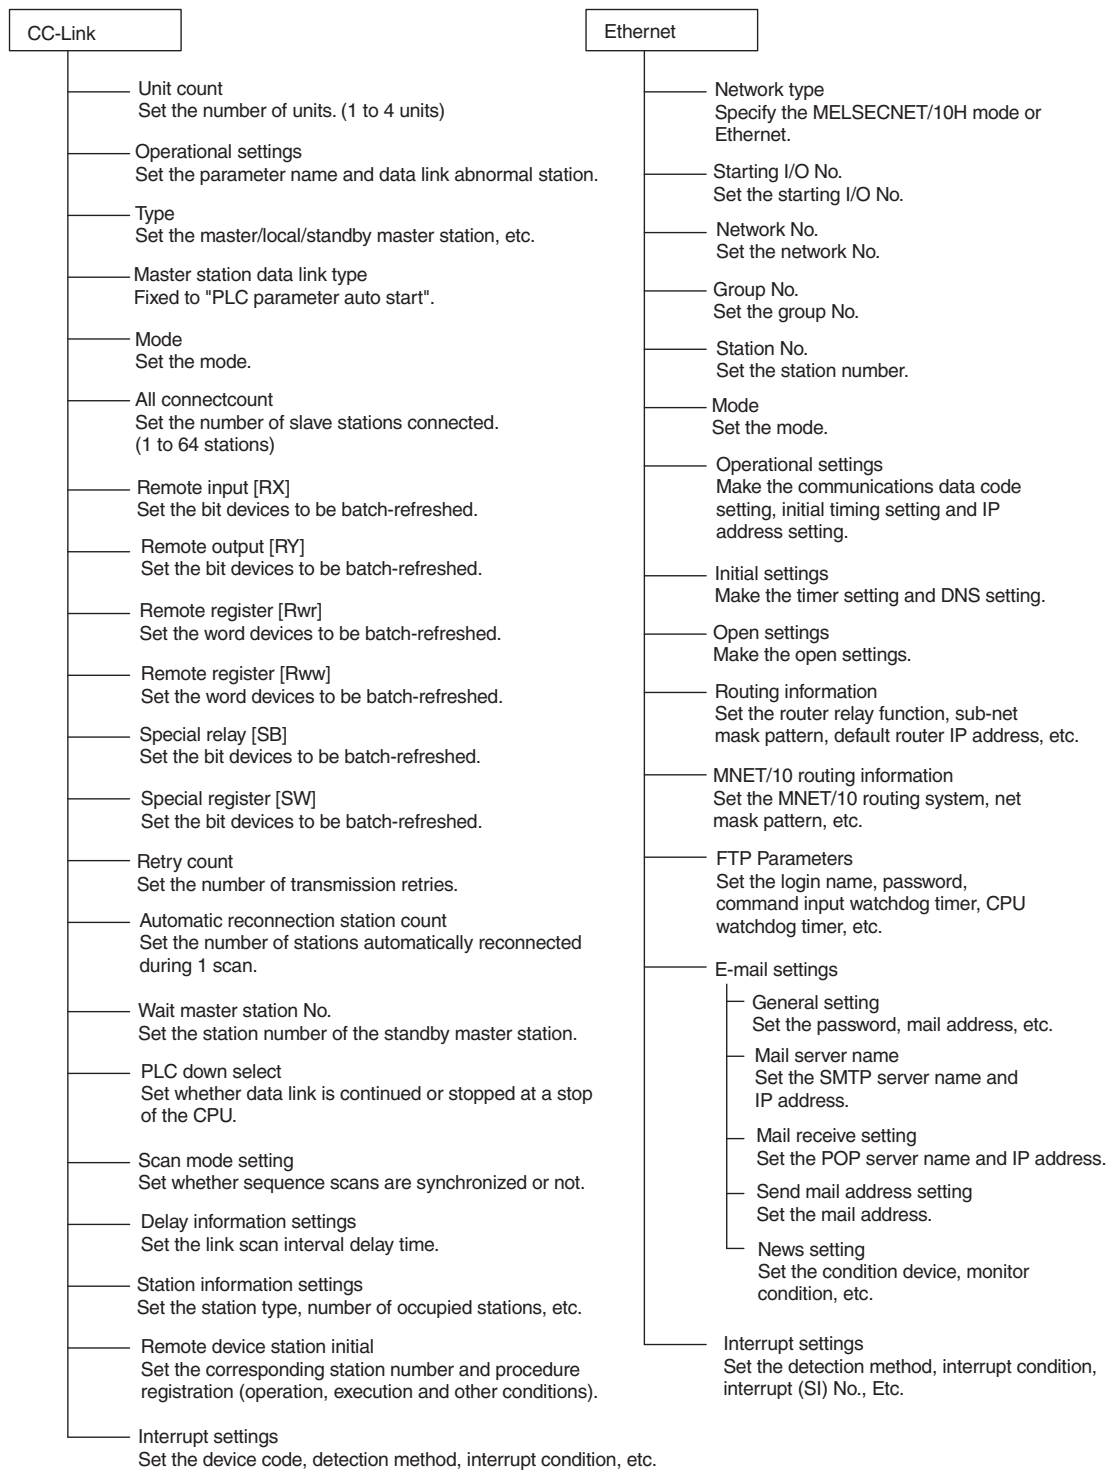 CC-Link
Unit count
Set the number of units. (1 to 4 units)
Operational settings
Set the parameter name and data link abnormal station.
Type
Set the master/local/standby master station, etc.
Master station data link type
Fixed to "PLC parameter auto start".
Mode
Set the mode.
All connectcount
Set the number of slave stations connected.
(1 to 64 stations)
Remote input [RX]
Set the bit devices to be batch-refreshed.
Remote output [RY]
Set the bit devices to be batch-refreshed.
Remote register [Rwr]
Set the word devices to be batch-refreshed.
Remote register [Rww]
Set the word devices to be batch-refreshed.
Special relay [SB]
Set the bit devices to be batch-refreshed.
Special register [SW]
Set the bit devices to be batch-refreshed.
Retry count
Set the number of transmission retries.
Automatic reconnection station count
Set the number of stations automatically reconnected
during 1 scan.
Wait master station No.
Set the station number of the standby master station.
PLC down select
Set whether data link is continued or stopped at a stop
of the CPU.
Scan mode setting
Set whether sequence scans are synchronized or not.
Delay information settings
Set the link scan interval delay time.
Station information settings
Set the station type, number of occupied stations, etc.
Remote device station initial
Set the corresponding station number and procedure
registration (operation, execution and other conditions).
Interrupt settings
Set the device code, detection method, interrupt condition, etc.
Ethernet
Network type
Specify the MELSECNET/10H mode or
Ethernet.
Starting I/O No.
Set the starting I/O No.
Network No.
Set the network No.
Group No.
Set the group No.
Station No.
Set the station number.
Mode
Set the mode.
Operational settings
Make the communications data code
setting, initial timing setting and IP
address setting.
Initial settings
Make the timer setting and DNS setting.
Open settings
Make the open settings.
Routing information
Set the router relay function, sub-net
mask pattern, default router IP address, etc.
MNET/10 routing information
Set the MNET/10 routing system, net
mask pattern, etc.
FTP Parameters
Set the login name, password,
command input watchdog timer, CPU
watchdog timer, etc.
E-mail settings
General setting
Set the password, mail address, etc.
Mail server name
Set the SMTP server name and
IP address.
Mail receive setting
Set the POP server name and IP address.
Send mail address setting
Set the mail address.
News setting
Set the condition device, monitor
condition, etc.
Interrupt settings
Set the detection method, interrupt condition,
interrupt (SI) No., Etc.